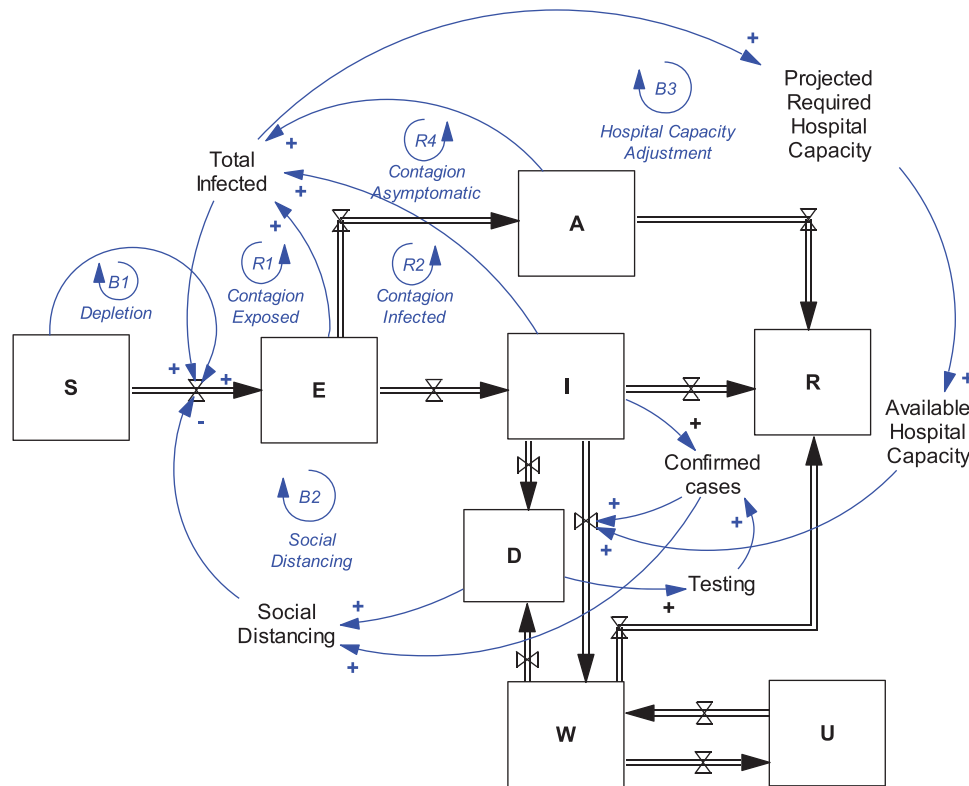 +
B3
Projected
Required
Hospital
Capacity
Hospital Capacity
Adjustment
R4
Contagion
Asymptomatic
+
Total
Infected
+
+
A
B1
Depletion
R1
Contagion
Exposed
R2
Contagion
Infected
S
+
+
-
E
I
R
+
+
Available
Hospital
Capacity
Confirmed
cases
B2
Social
Distancing
+
+
+
D
Testing
+
+
Social
Distancing
+
W
U